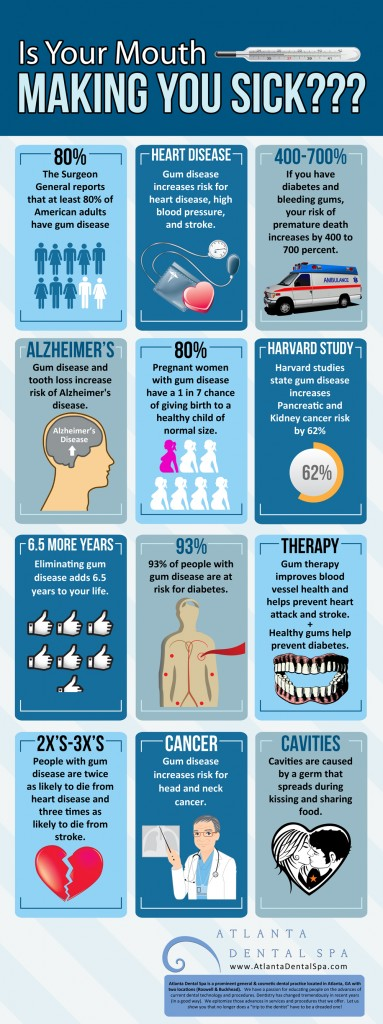 Is Your Mouth
MAKING YOU SICK???
80%
The Surgeon
General reports
that at least 80% of
American adults
have gum disease
HEART DISEASE
Gum disease
increases risk for
heart disease, high
blood pressure,
and stroke.
400-700%
If you have
diabetes and
bleeding gums,
your risk of
premature death
increases by 400 to
700 percent.
AMBULANCE
ALZHEIMER'S
Gum disease and
tooth loss increase
risk of Alzheimer's
disease.
Alzheimer's
Disease
80%
Pregnant women
with gum disease
have a 1 in 7 chance
of giving birth to a
healthy child of
normal size.
HARVARD STUDY
Harvard studies
state gum disease
increases
Pancreatic and
Kidney cancer risk
by 62%
62%
6.5 MORE YEARS
Eliminating gum
disease adds 6.5
years to your life.
93%
93% of people with
gum disease are at
risk for diabetes.
THERAPY
Gum therapy
improves blood
vessel health and
helps prevent heart
attack and stroke.
+
Healthy gums help
prevent diabetes.
2X'S-3X'S
People with gum
disease are twice
as likely to die from
heart disease and
three times as
likely to die from
stroke.
CANCER
Gum disease
increases risk for
head and neck
cancer.
CAVITIES
Cavities are caused
by a germ that
spreads during
kissing and sharing
food.
ATLANTA
DENTAL SPA
www.AtlantaDentalSpa.com
Atlanta Dental Spa is a prominent general & cosmetic dental practice located in Atlanta, GA with
two locations (Roswell & Buckhead). We have a passion for educating people on the advances of
current dental technology and procedures. Dentistry has changed tremendously in recent years
(in a good way). We epitomize those advances in services and procedures that we offer. Let us
show you that no longer does a "trip to the dentist" have to be a dreaded one!